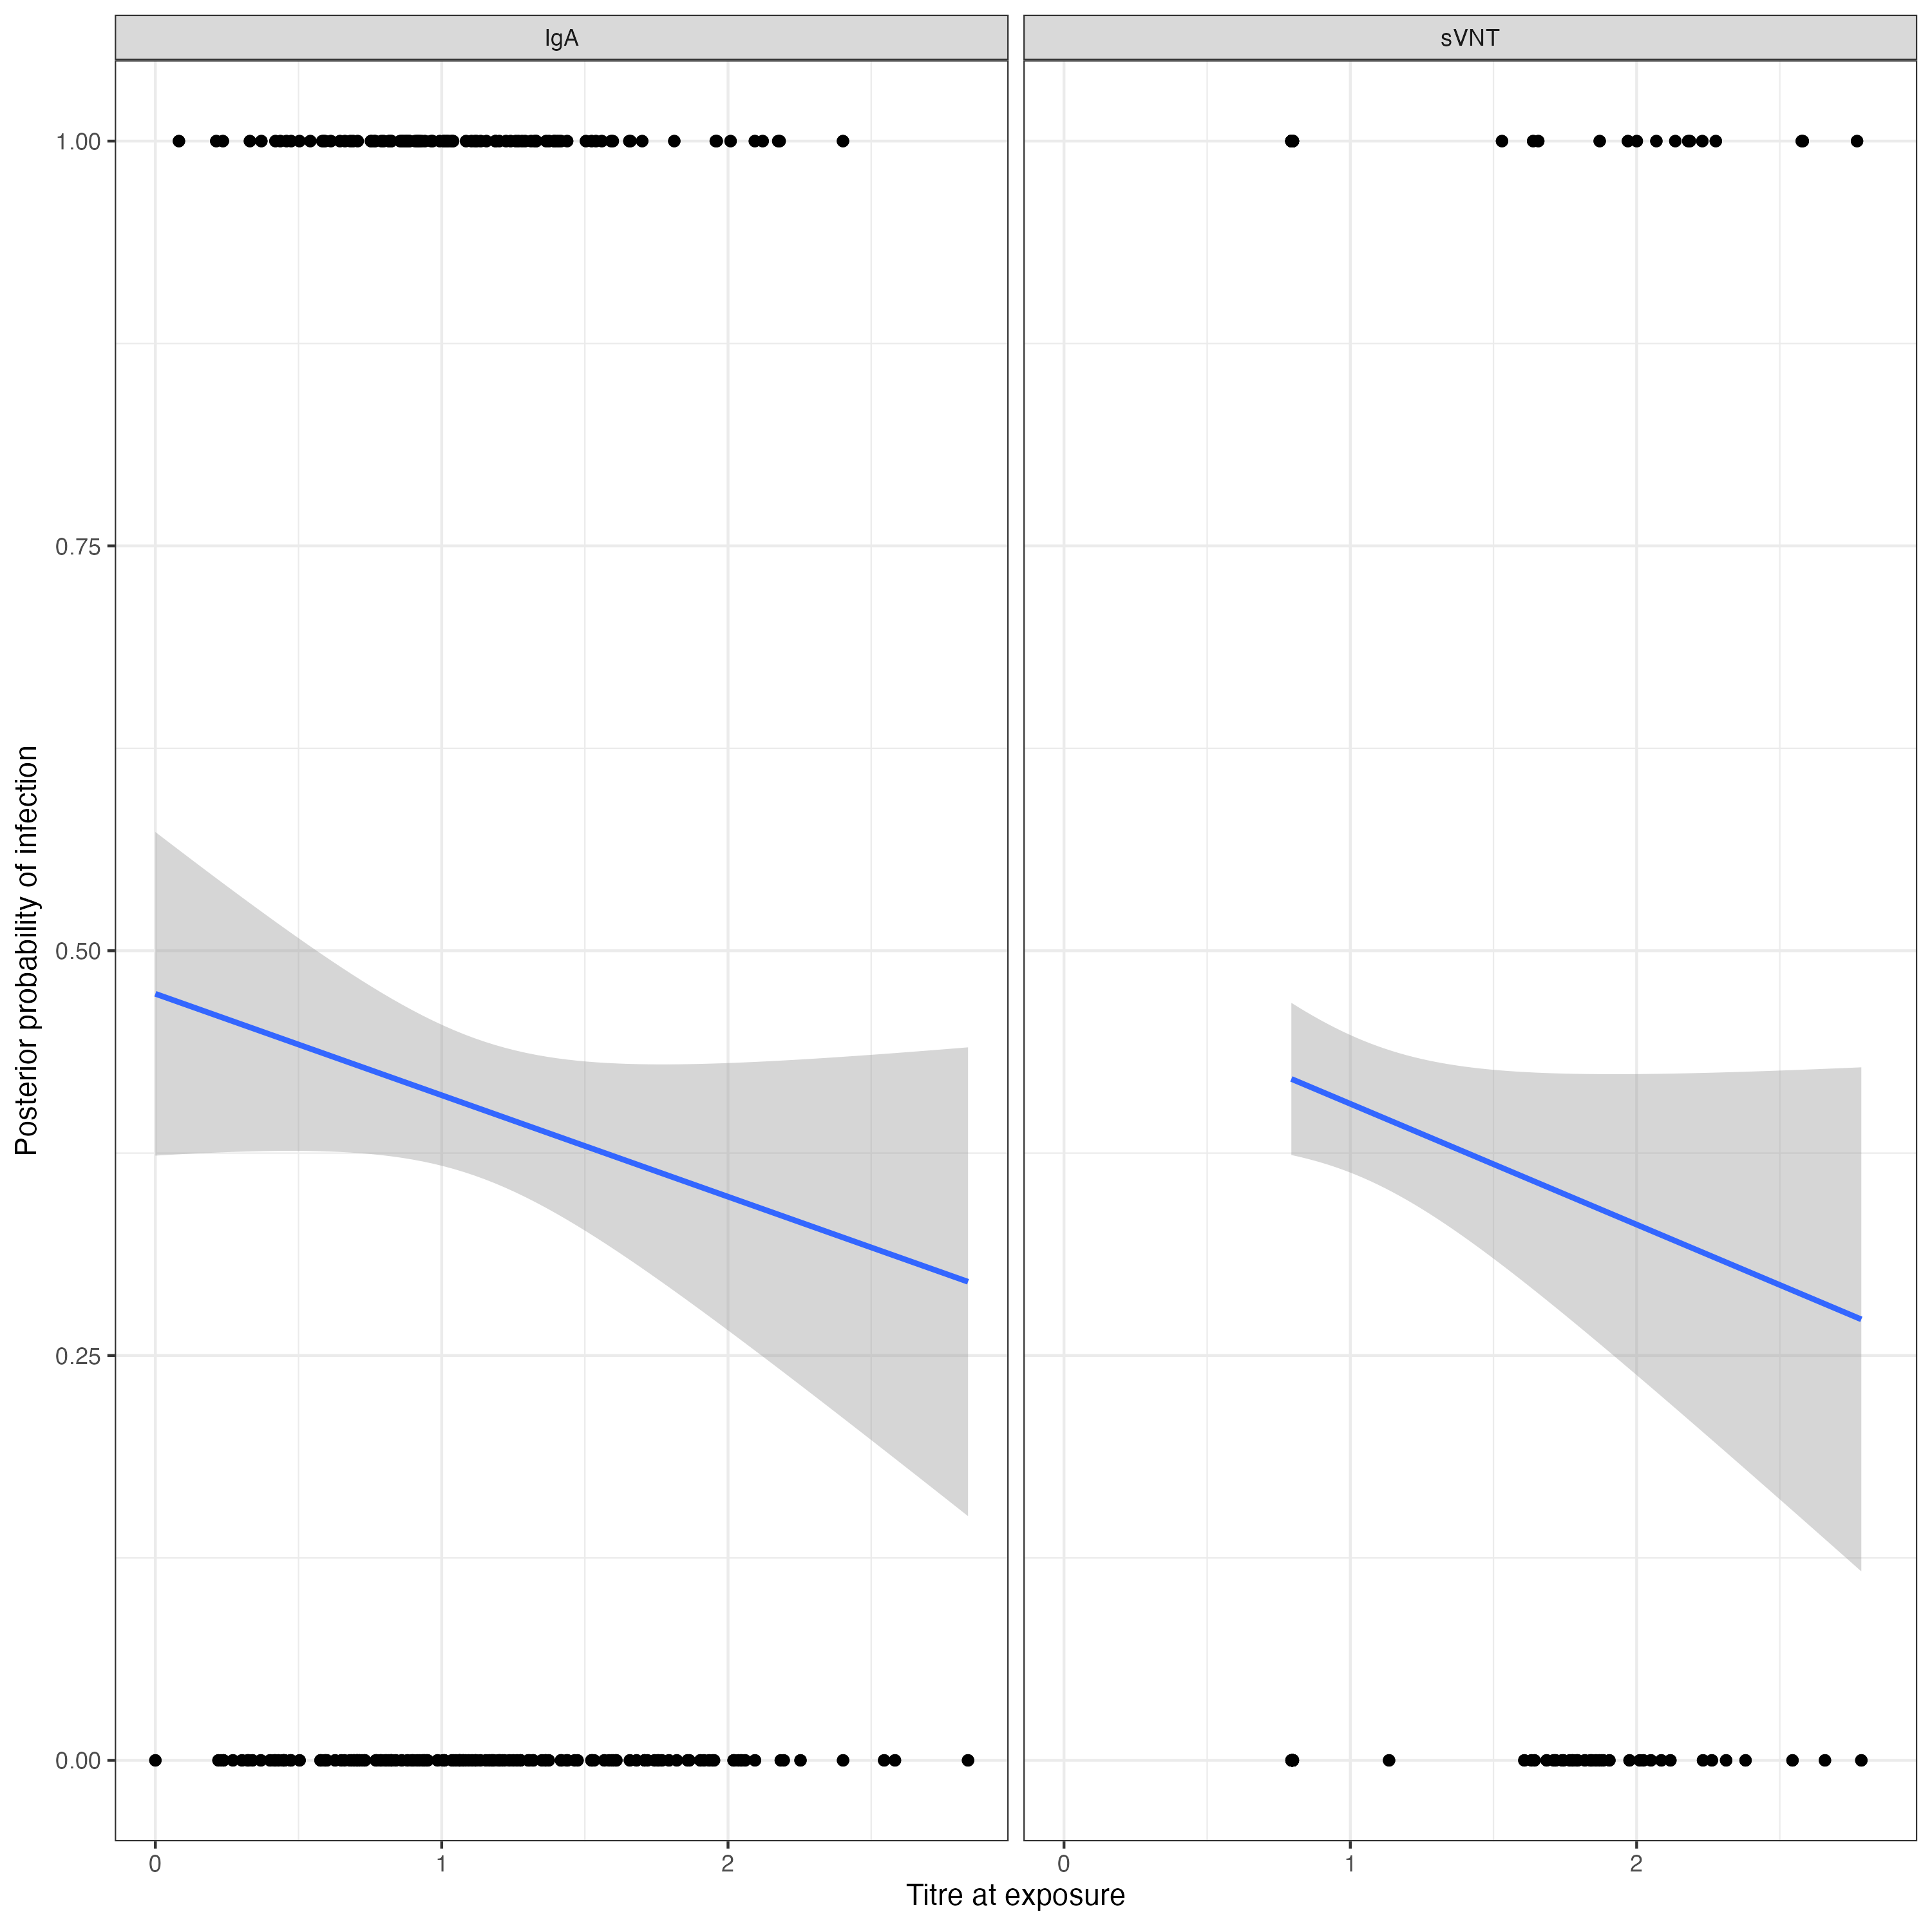 IgA
sVNT
Posterior probability of infection
1.00
0.75
0.50
0.25
0.00
0 1 2
0 1 2
Titre at exposure